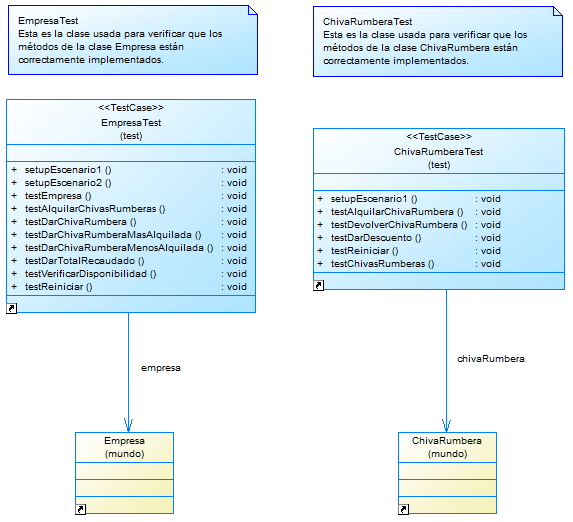 EmpresaTest
Esta es la clase usada para verificar que los
métodos de la clase Empresa están
correctamente implementados.
ChivaRumberaTest
Esta es la clase usada para verificar que los
métodos de la clase ChivaRumbera están
correctamente implementados.
<<TestCase>>
EmpresaTest
(test)
+ setupEscenario1 () : void
+ setupEscenario2 () : void
+ testEmpresa () : void
+ testAlquilarChivasRumberas () : void
+ testDarChivaRumbera () : void
+ testDarChivaRumberaMasAlquilada () : void
+ testDarChivaRumberaMenosAlquilada () : void
+ testDarTotalRecaudado () : void
+ testVerificarDisponibilidad () : void
+ testReiniciar () : void
<<TestCase>>
ChivaRumberaTest
(test)
+ setupEscenario1 () : void
+ testAlquilarChivaRumbera () : void
+ testDevolverChivaRumbera () : void
+ testDarDescuento () : void
+ testReiniciar () : void
+ testChivasRumberas () : void
empresa
chivaRumbera
Empresa
(mundo)
ChivaRumbera
(mundo)